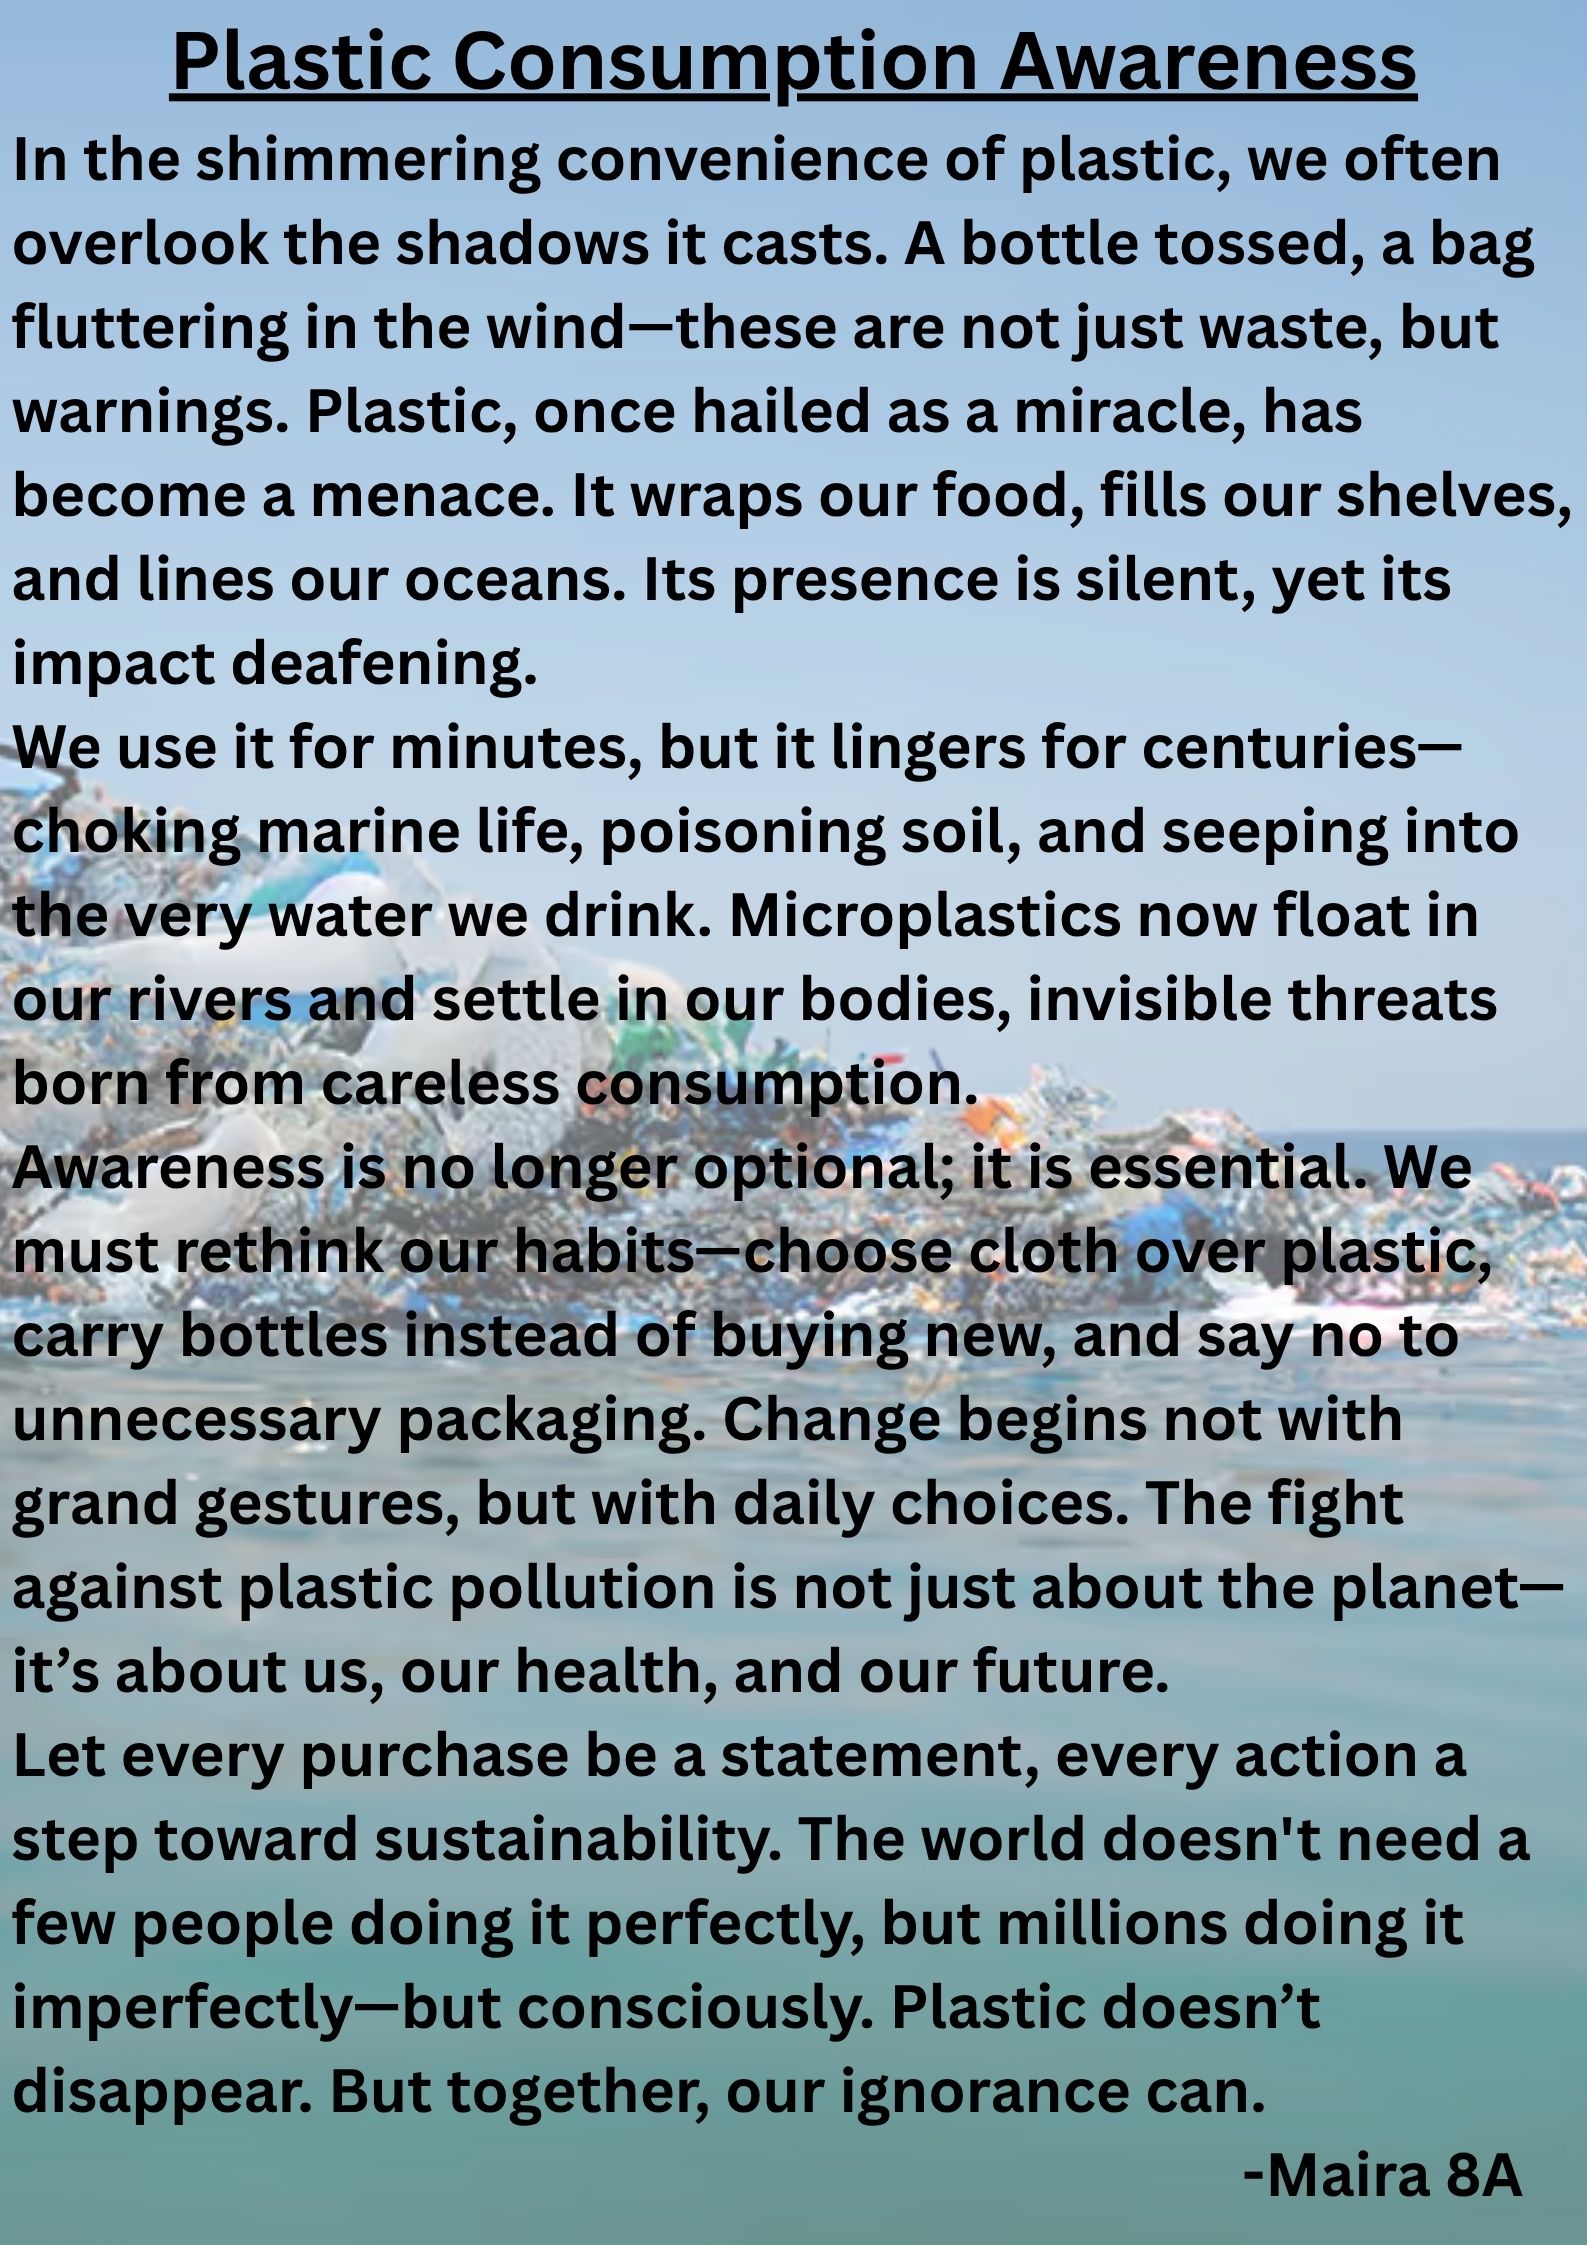 Plastic Consumption Awareness
In the shimmering convenience of plastic, we often
overlook the shadows it casts. A bottle tossed, a bag
fluttering in the wind—these are not just waste, but
warnings. Plastic, once hailed as a miracle, has
become a menace. It wraps our food, fills our shelves,
and lines our oceans. Its presence is silent, yet its
impact deafening.
We use it for minutes, but it lingers for centuries—
choking marine life, poisoning soil, and seeping into
the very water we drink. Microplastics now float in
our rivers and settle in our bodies, invisible threats
born from careless consumption.
Awareness is no longer optional; it is essential. We
must rethink our habits—choose cloth over plastic,
carry bottles instead of buying new, and say no to
unnecessary packaging. Change begins not with
grand gestures, but with daily choices. The fight
against plastic pollution is not just about the planet—
it’s about us, our health, and our future.
Let every purchase be a statement, every action a
step toward sustainability. The world doesn't need a
few people doing it perfectly, but millions doing it
imperfectly—but consciously. Plastic doesn’t
disappear. But together, our ignorance can.
-Maira 8A